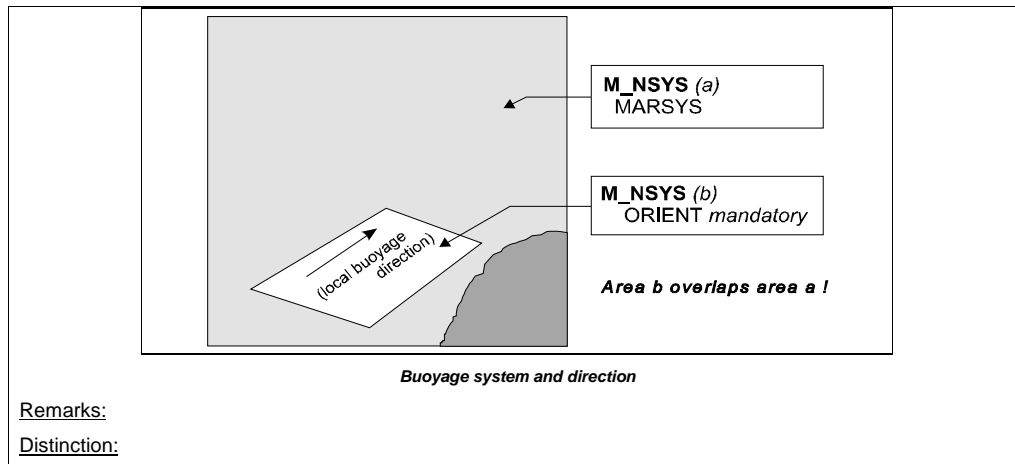 M_NSYS (a)
MARSYS
M_NSYS (b)
ORIENT mandatory
(local buoyage
direction)
Area b overlaps area a !
Buoyage system and direction
Remarks:
Distinction: